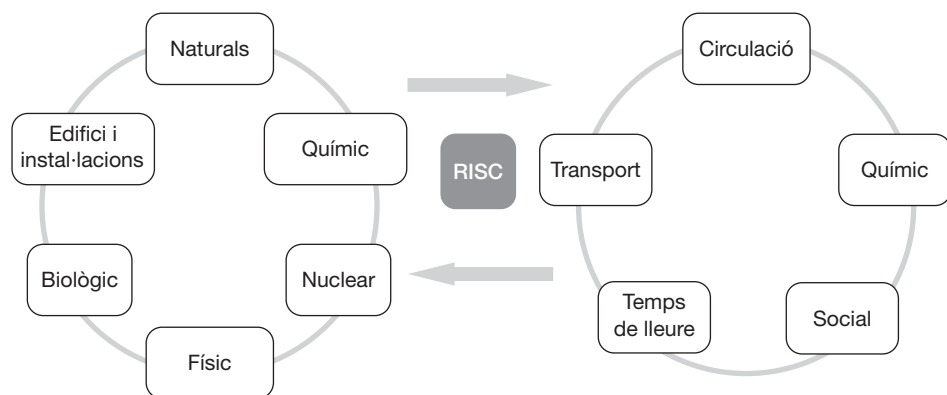 Naturals
Edifici i
instal·lacions
Químic
Biològic
Nuclear
Físic
RISC
Circulació
Transport
Químic
Temps
de lleure
Social